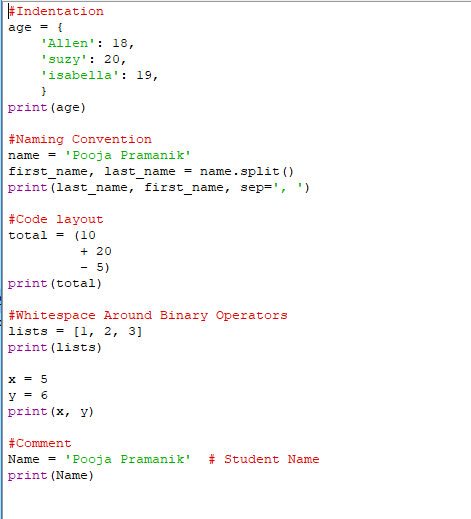 #Indentation
age = {
    'Allen': 18,
    'suzy': 20,
    'isabella': 19,
    }
print(age)

#Naming Convention
name = 'Pooja Pramanik'
first_name, last_name = name.split()
print(last_name, first_name, sep=', ')

#Code layout
total = (10
         + 20
         - 5)
print(total)

#Whitespace Around Binary Operators
lists = [1, 2, 3]
print(lists)

x = 5
y = 6
print(x, y)

#Comment
Name = 'Pooja Pramanik'  # Student Name
print(Name)